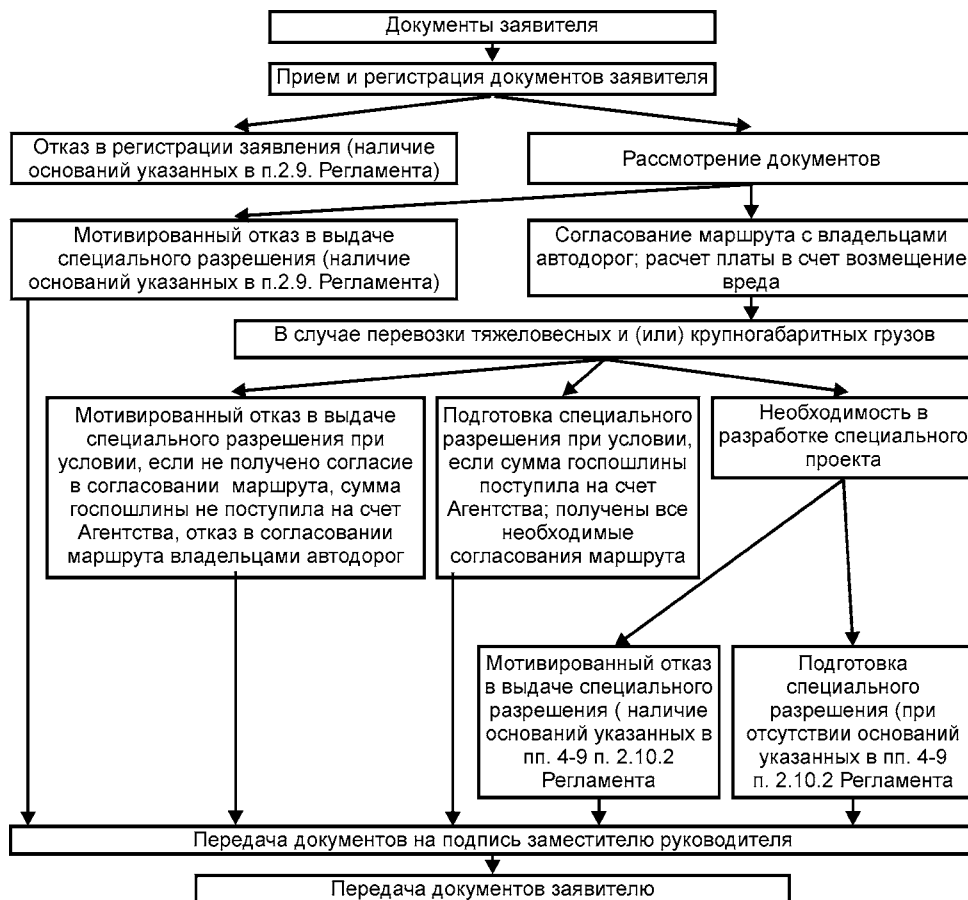 Документы заявителя
Прием и регистрация документов заявителя
Отказ в регистрации заявления (наличие
оснований указанных в п.2.9. Регламента)
Рассмотрение документов
Мотивированный отказ в выдаче
специального разрешения (наличие
оснований указанных в п.2.9. Регламента)
Согласование маршрута с владельцами
автодорог; расчет платы в счет возмещение
вреда
В случае перевозки тяжеловесных и (или) крупногабаритных грузов
Мотивированный отказ в выдаче
специального разрешения при
условии, если не получено согласие
в согласовании маршрута, сумма
госпошлины не поступила на счет
Агентства, отказ в согласовании
маршрута владельцами автодорог
Подготовка специального
разрешения при условии,
если сумма госпошлины
поступила на счет
Агентства; получены все
необходимые
согласования маршрута
Необходимость в
разработке специального
проекта
Мотивированный отказ
в выдаче специального
разрешения ( наличие
оснований указанных в
пп. 4-9 п. 2.10.2
Регламента
Подготовка
специального
разрешения (при
отсутствии оснований
указанных в пп. 4-9
п. 2.10.2 Регламента
Передача документов на подпись заместителю руководителя
Передача документов заявителю